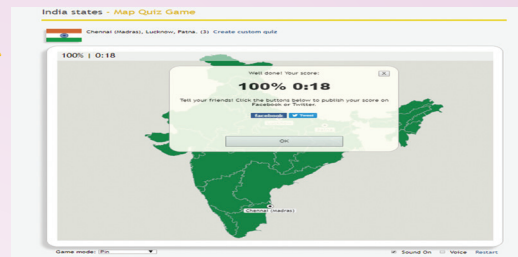 India states - Map Quiz Game
Chennai (Madras), Lucknow, Patna. (3) Create custom quiz
100% | 0:18
Well done! Your score:
100% 0:18
Tell your friends! Click the buttons below to publish your score on
Facebook or Twitter.
Facebook Tweet
OK
Chennai (Madras)
Game mode: Pin
Sound On Voice Restart